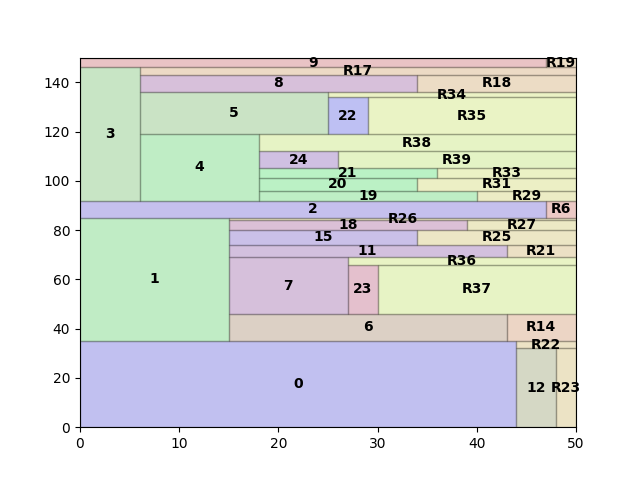 9 R19
R17
140 8 R18
R34
5 22 R35
120
3
R38
24 R39
4 21 R33
100 20 R31
19 R29
2 R6
R26
18 R27
80 15 R25
11 R21
R36
60 1 7 23 R37
40 6 R14
R22
20 0 12 R23
0
0 10 20 30 40 50